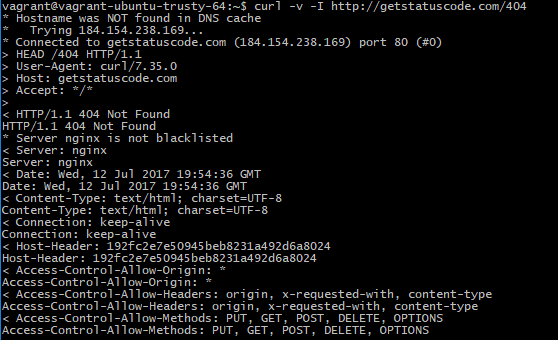 vagrant@vagrant-ubuntu-trusty-64:~$ curl -v -I http://getstatuscode.com/404
* Hostname was NOT found in DNS cache
*   Trying 184.154.238.169...
* Connected to getstatuscode.com (184.154.238.169) port 80 (#0)
> HEAD /404 HTTP/1.1
> User-Agent: curl/7.35.0
> Host: getstatuscode.com
> Accept: */*
>
< HTTP/1.1 404 Not Found
HTTP/1.1 404 Not Found
* Server nginx is not blacklisted
< Server: nginx
Server: nginx
< Date: Wed, 12 Jul 2017 19:54:36 GMT
Date: Wed, 12 Jul 2017 19:54:36 GMT
< Content-Type: text/html; charset=UTF-8
Content-Type: text/html; charset=UTF-8
< Connection: keep-alive
Connection: keep-alive
< Host-Header: 192fc2e7e50945beb8231a492d6a8024
Host-Header: 192fc2e7e50945beb8231a492d6a8024
< Access-Control-Allow-Origin: *
Access-Control-Allow-Origin: *
< Access-Control-Allow-Headers: origin, x-requested-with, content-type
Access-Control-Allow-Headers: origin, x-requested-with, content-type
< Access-Control-Allow-Methods: PUT, GET, POST, DELETE, OPTIONS
Access-Control-Allow-Methods: PUT, GET, POST, DELETE, OPTIONS